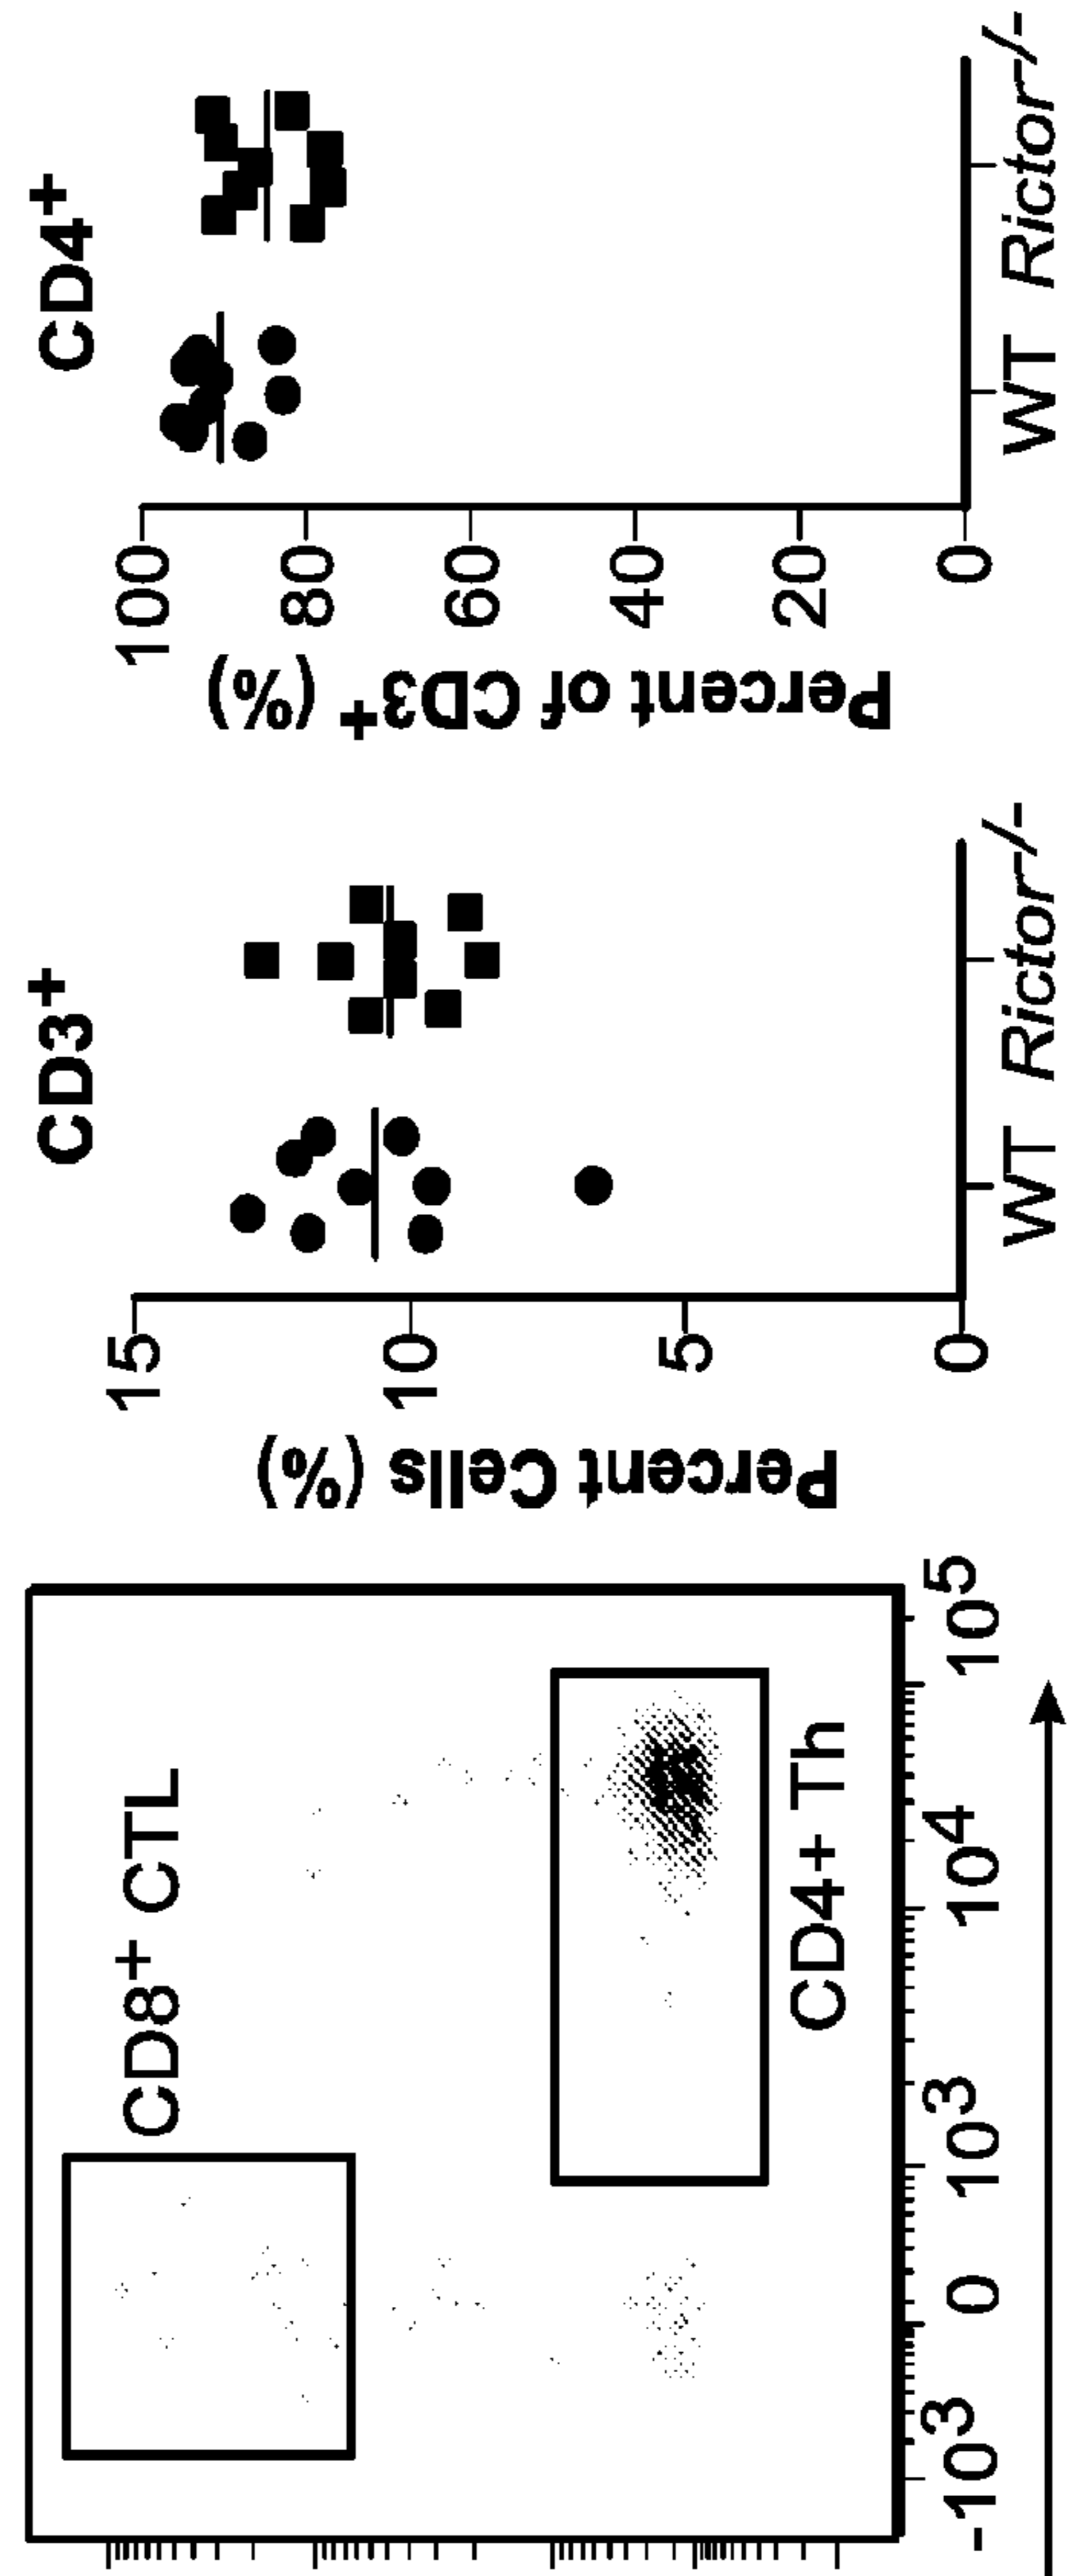 CD8⁺ CTL
CD4+ Th
-10³ 0 10³ 10⁴ 10⁵
CD3⁺
Percent Cells (%)
15
10
5
0
WT Rictor⁻/⁻
CD4⁺
Percent of CD3⁺ (%)
100
80
60
40
20
0
WT Rictor⁻/⁻